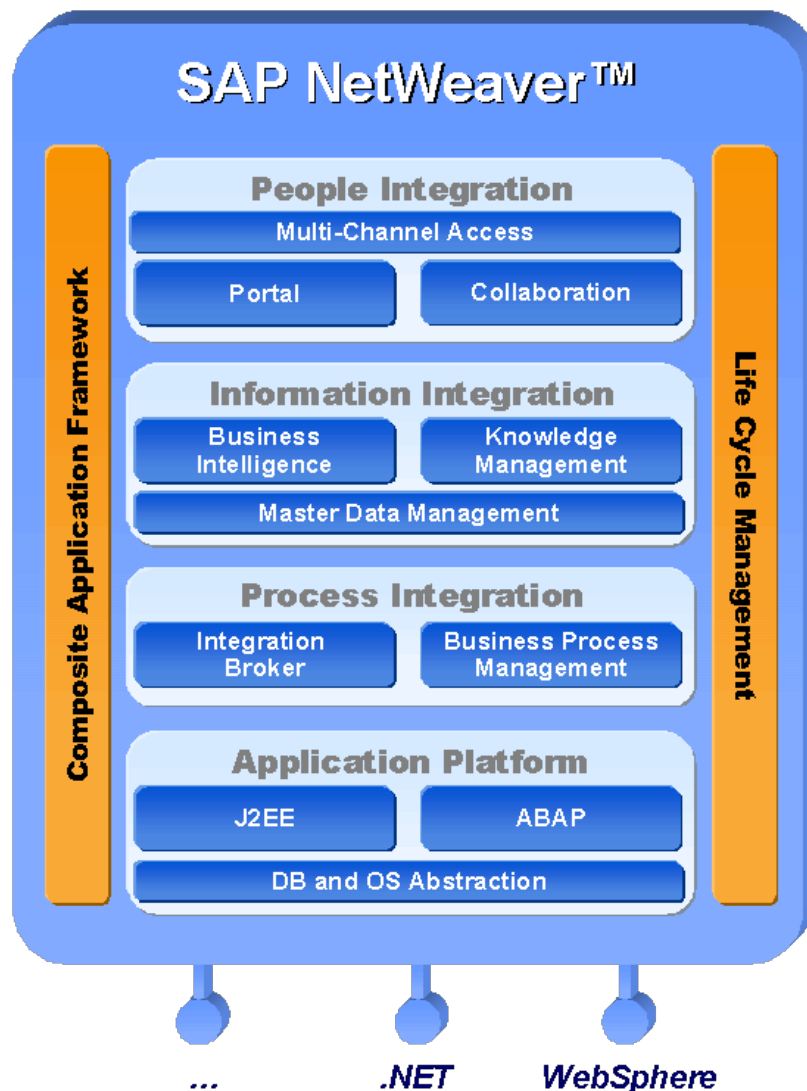 SAP NetWeaver™
Composite Application Framework
People Integration
Multi-Channel Access
Portal
Collaboration
Information Integration
Business
Intelligence
Knowledge
Management
Master Data Management
Process Integration
Integration
Broker
Business Process
Management
Application Platform
J2EE
ABAP
DB and OS Abstraction
Life Cycle Management
...
.NET
WebSphere